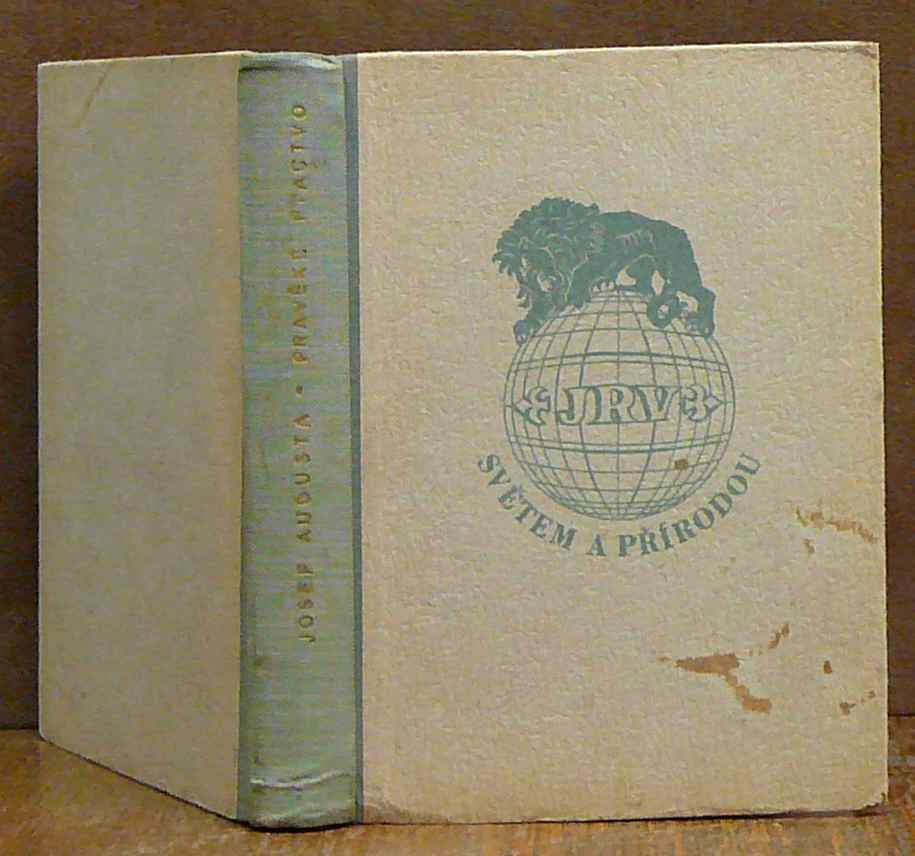 JOSEF AUGUSTA • PRAVĚKÉ PTACTVO
JRV
SVĚTEM A PŘÍRODOU